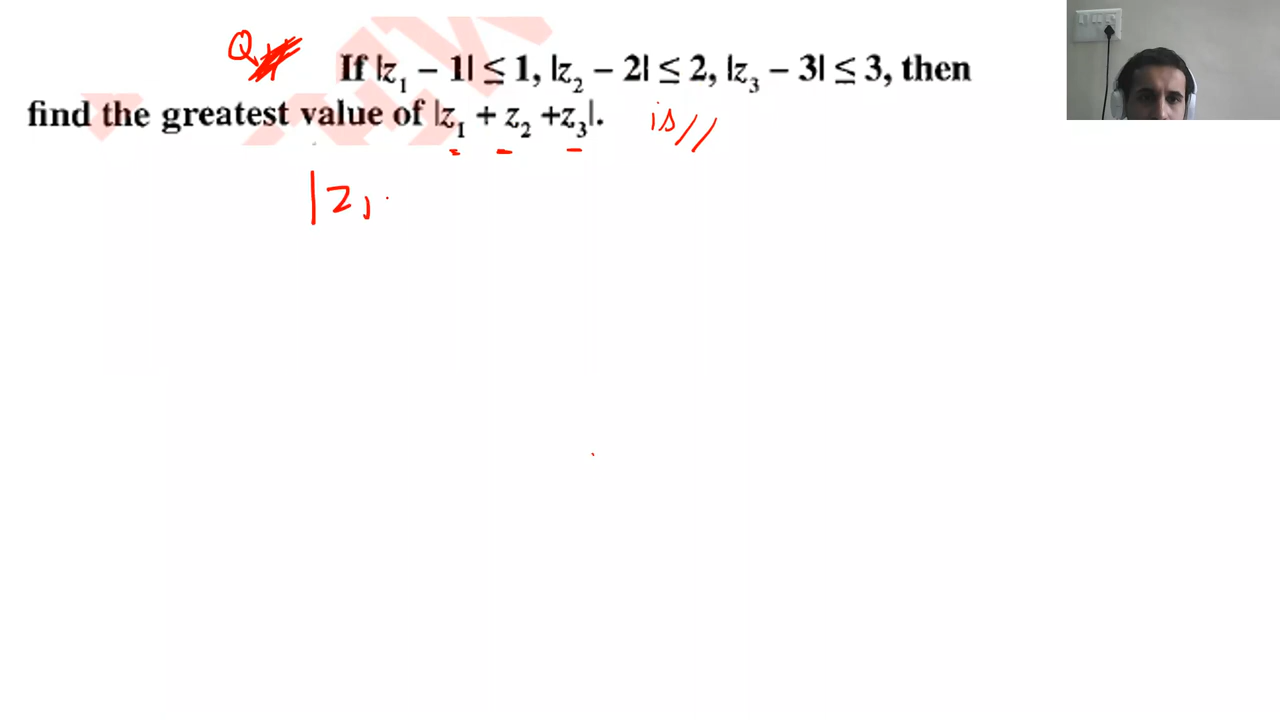 Q If |z₁ − 1| ≤ 1, |z₂ − 2| ≤ 2, |z₃ − 3| ≤ 3, then
find the greatest value of |z₁ + z₂ +z₃|. is//
|z₁